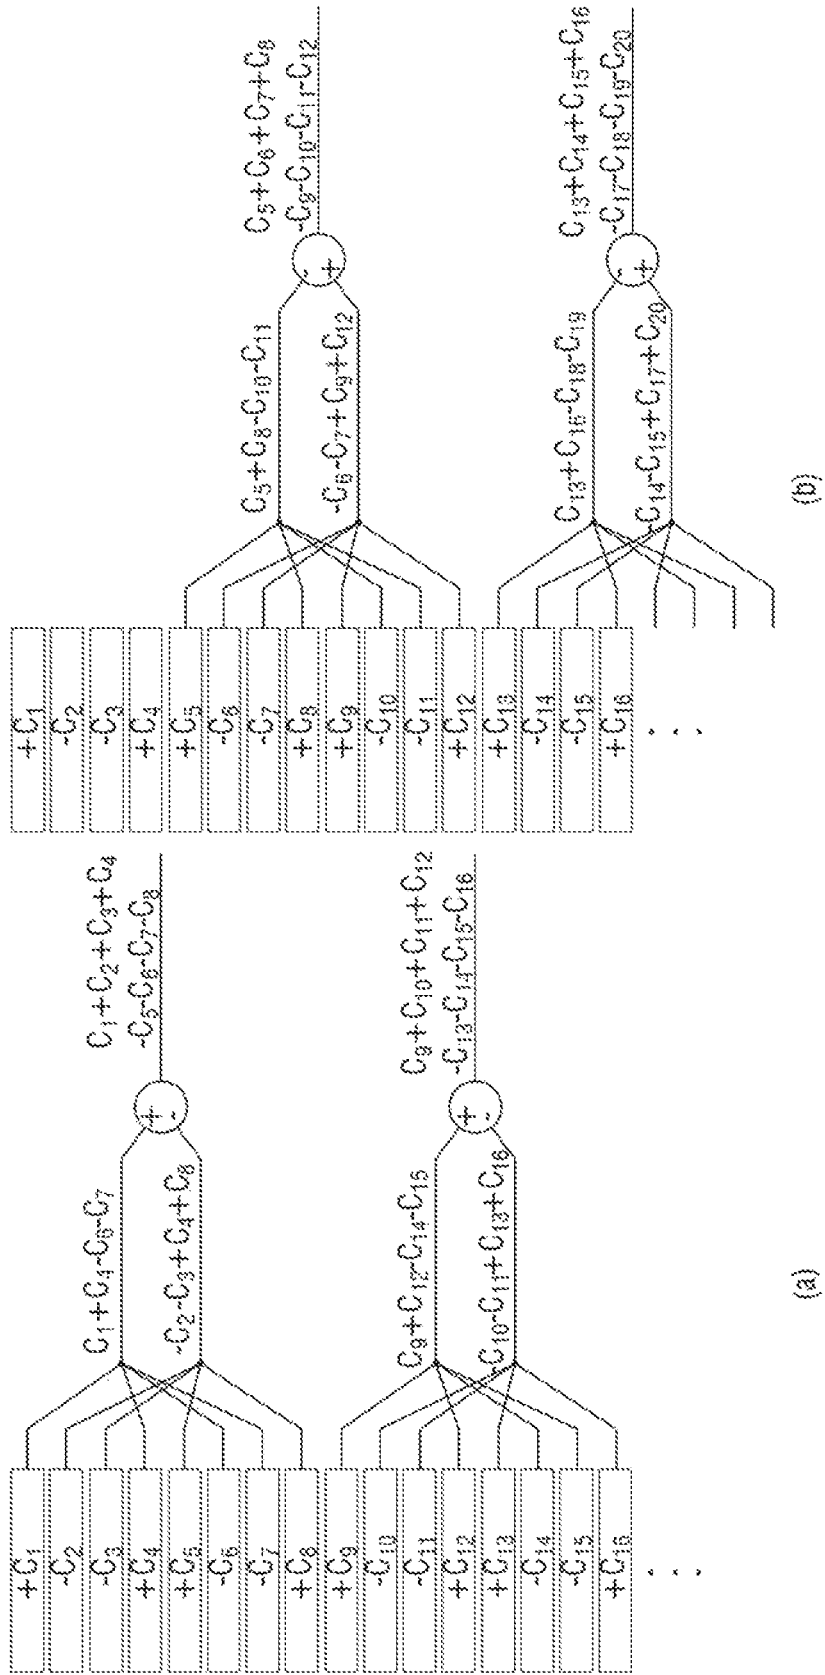 +C₁
-C₂
-C₃
+C₄
+C₅
-C₆
-C₇
+C₈
+C₉
-C₁₀
-C₁₁
+C₁₂
+C₁₃
-C₁₄
-C₁₅
+C₁₆
. . .
C₁+C₄-C₆-C₇
-C₂-C₃+C₄+C₈
+
-
C₁+C₂+C₃+C₄
-C₅-C₆-C₇-C₈
C₉+C₁₂-C₁₄-C₁₅
-C₁₀-C₁₁+C₁₃+C₁₆
+
-
C₉+C₁₀+C₁₁+C₁₂
-C₁₃-C₁₄-C₁₅-C₁₆
(a)
+C₁
-C₂
-C₃
+C₄
+C₅
-C₆
-C₇
+C₈
+C₉
-C₁₀
-C₁₁
+C₁₂
+C₁₃
-C₁₄
-C₁₅
+C₁₆
. . .
C₅+C₈-C₁₀-C₁₁
-C₆-C₇+C₉+C₁₂
-
+
C₅+C₆+C₇+C₈
-C₉-C₁₀-C₁₁-C₁₂
C₁₃+C₁₆-C₁₈-C₁₉
-C₁₄-C₁₅+C₁₇+C₂₀
-
+
C₁₃+C₁₄+C₁₅+C₁₆
-C₁₇-C₁₈-C₁₉-C₂₀
(b)